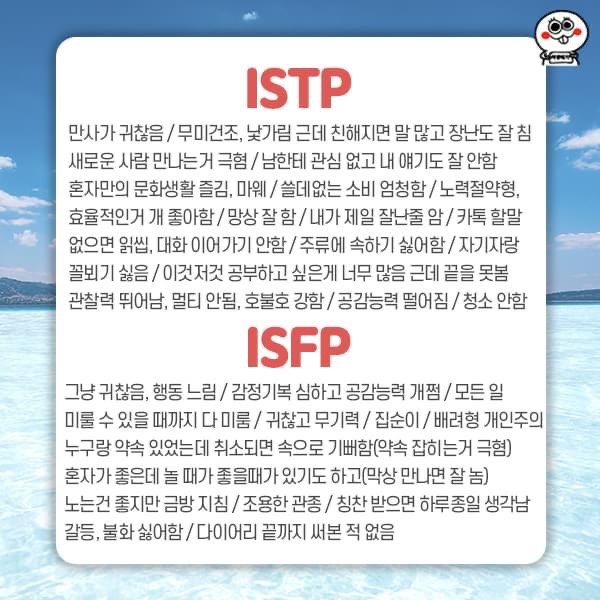 ISTP
만사가 귀찮음 / 무미건조, 낯가림 근데 친해지면 말 많고 장난도 잘 침
새로운 사람 만나는거 극혐 / 남한테 관심 없고 내 얘기도 잘 안함
혼자만의 문화생활 즐김, 마웨 / 쓸데없는 소비 엄청함 / 노력절약형,
효율적인거 개 좋아함 / 망상 잘 함 / 내가 제일 잘난줄 암 / 카톡 할말
없으면 읽씹, 대화 이어가기 안함 / 주류에 속하기 싫어함 / 자기자랑
꼴뵈기 싫음 / 이것저것 공부하고 싶은게 너무 많음 근데 끝을 못봄
관찰력 뛰어남, 멀티 안됨, 호불호 강함 / 공감능력 떨어짐 / 청소 안함
ISFP
그냥 귀찮음, 행동 느림 / 감정기복 심하고 공감능력 개쩜 / 모든 일
미룰 수 있을 때까지 다 미룸 / 귀찮고 무기력 / 집순이 / 배려형 개인주의
누구랑 약속 있었는데 취소되면 속으로 기뻐함(약속 잡히는거 극혐)
혼자가 좋은데 놀 때가 좋을때가 있기도 하고(막상 만나면 잘 놈)
노는건 좋지만 금방 지침 / 조용한 관종 / 칭찬 받으면 하루종일 생각남
갈등, 불화 싫어함 / 다이어리 끝까지 써본 적 없음